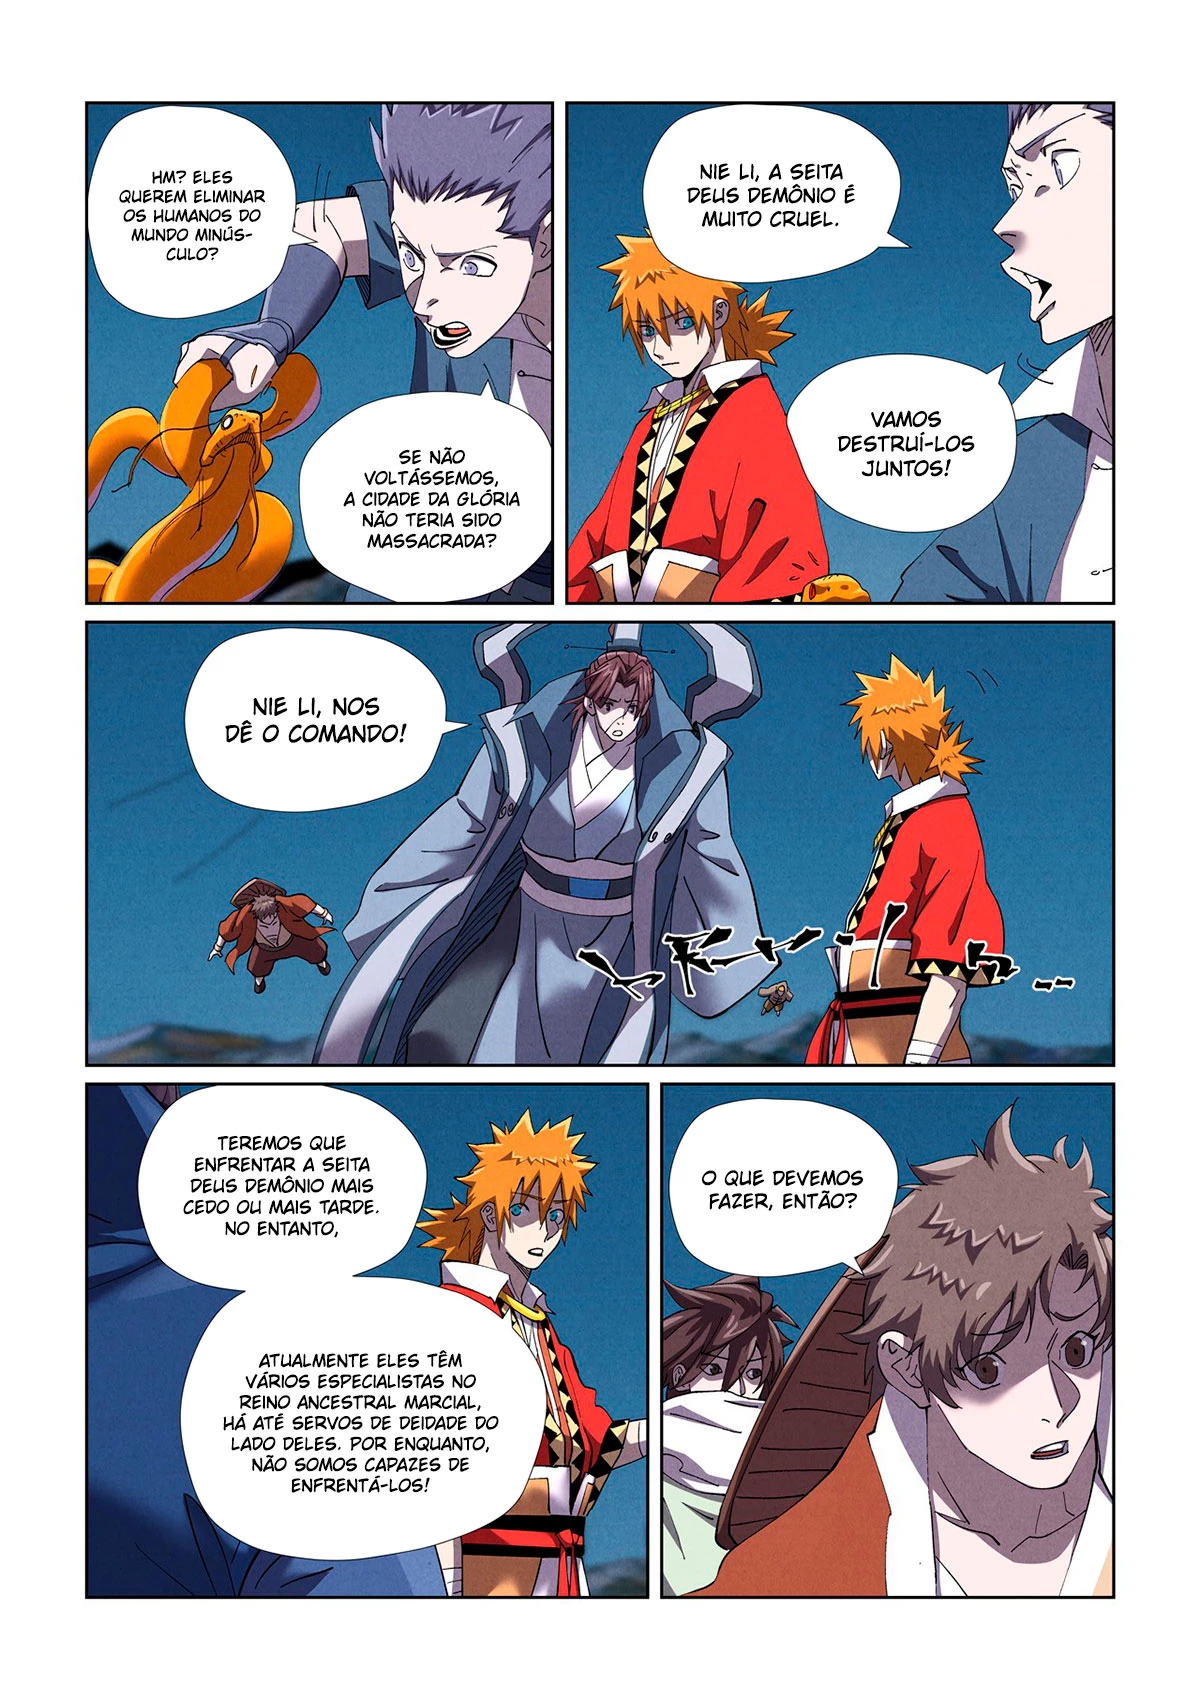 HM? ELES
QUEREM ELIMINAR
OS HUMANOS DO
MUNDO MINÚS-
CULO?
SE NÃO
VOLTÁSSEMOS,
A CIDADE DA GLÓRIA
NÃO TERIA SIDO
MASSACRADA?
NIE LI, A SEITA
DEUS DEMÔNIO É
MUITO CRUEL.
VAMOS
DESTRUÍ-LOS
JUNTOS!
NIE LI, NOS
DÊ O COMANDO!
TEREMOS QUE
ENFRENTAR A SEITA
DEUS DEMÔNIO MAIS
CEDO OU MAIS TARDE.
NO ENTANTO,
ATUALMENTE ELES TÊM
VÁRIOS ESPECIALISTAS NO
REINO ANCESTRAL MARCIAL,
HÁ ATÉ SERVOS DE DEIDADE DO
LADO DELES. POR ENQUANTO,
NÃO SOMOS CAPAZES DE
ENFRENTÁ-LOS!
O QUE DEVEMOS
FAZER, ENTÃO?